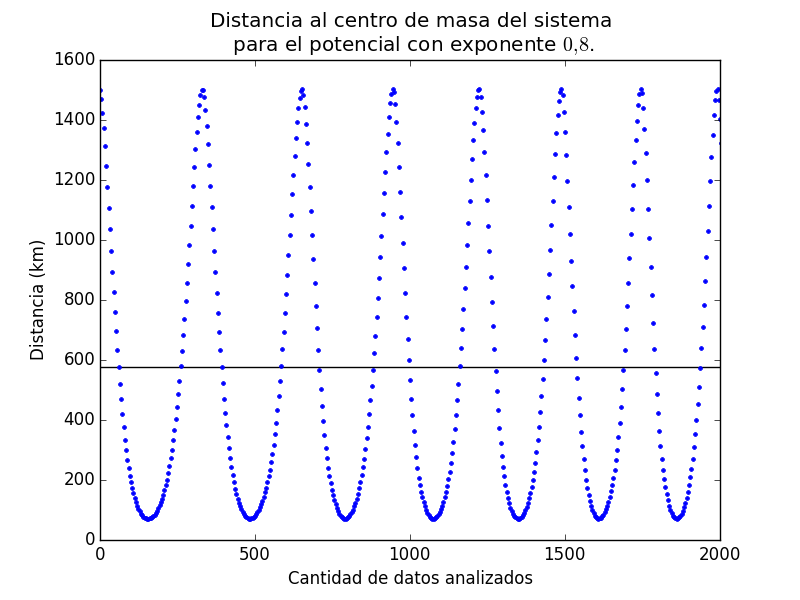 Distancia al centro de masa del sistema
para el potencial con exponente 0,8.
1600
1400
1200
1000
800
600
400
200
0
Distancia (km)
0 500 1000 1500 2000
Cantidad de datos analizados